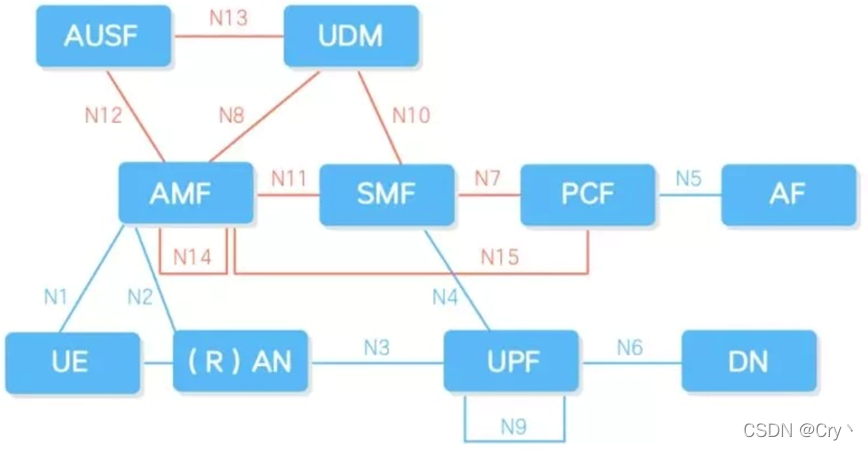 AUSF N13 UDM
N12 N8 N10
AMF N11 SMF N7 PCF N5 AF
N14 N15
N1 N2 N4
UE (R) AN N3 UPF N6 DN
N9
CSDN @Cry丶